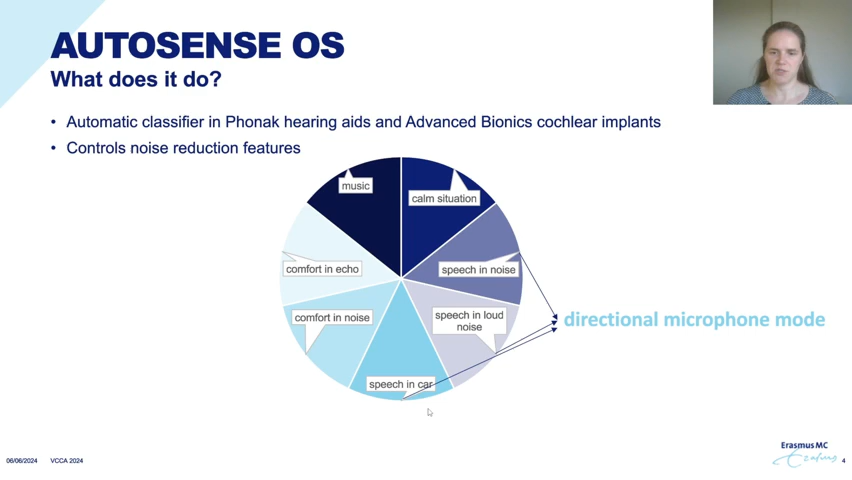 AUTOSENSE OS
What does it do?
• Automatic classifier in Phonak hearing aids and Advanced Bionics cochlear implants
• Controls noise reduction features
music
calm situation
comfort in echo
speech in noise
comfort in noise
speech in loud
noise
directional microphone mode
speech in car
Erasmus MC
Erasmus
06/06/2024
VCCA 2024
4